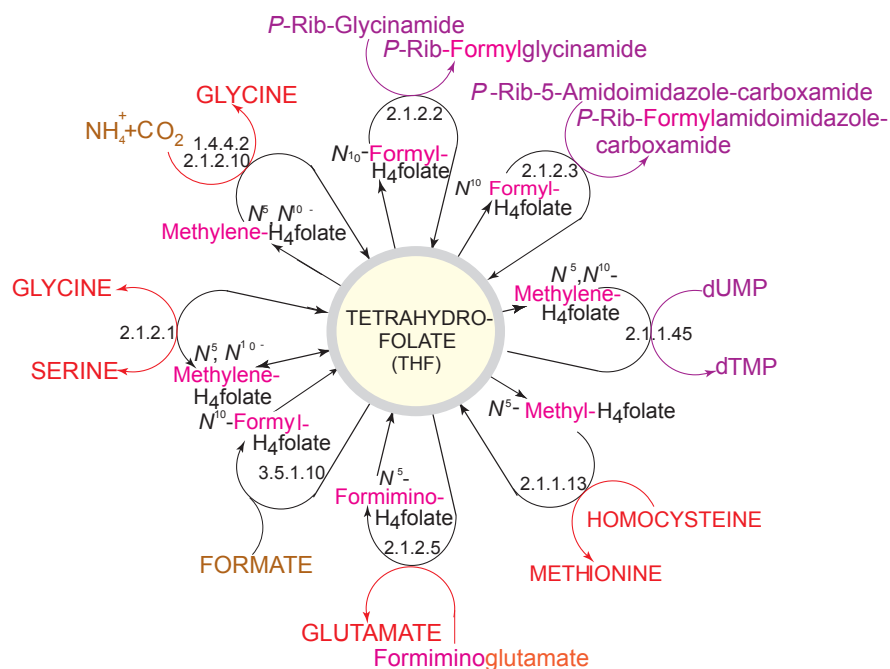 P-Rib-Glycinamide
P-Rib-Formylglycinamide
2.1.2.2
N10-Formyl-
H4folate
P-Rib-5-Amidoimidazole-carboxamide
P-Rib-Formylamidoimidazole-
carboxamide
2.1.2.3
N10 Formyl-
H4folate
GLYCINE
NH4++CO2
1.4.4.2
2.1.2.10
N5 N10-
Methylene-H4folate
N5,N10-
Methylene-
H4folate
dUMP
2.1.1.45
dTMP
TETRAHYDRO-
FOLATE
(THF)
GLYCINE
2.1.2.1
SERINE
N5, N10-
Methylene-
H4folate
N10-Formyl-
H4folate
3.5.1.10
FORMATE
N5-
Formimino-
H4folate
2.1.2.5
GLUTAMATE
Formiminoglutamate
N5-
Methyl-H4folate
2.1.1.13
HOMOCYSTEINE
METHIONINE